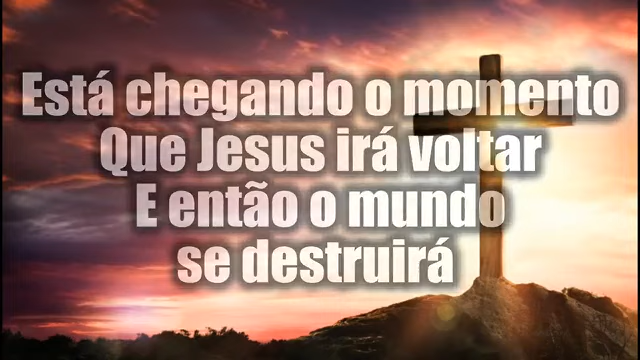 Está chegando o momento
Que Jesus irá voltar
E então o mundo
se destruirá